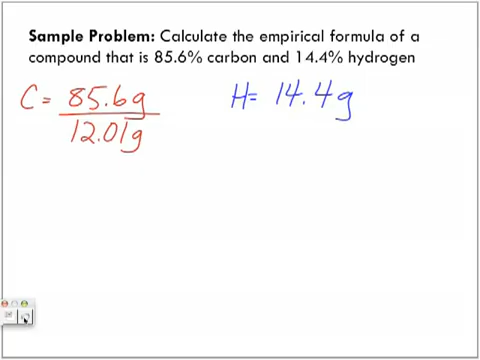 Sample Problem: Calculate the empirical formula of a
compound that is 85.6% carbon and 14.4% hydrogen
C = 85.6g H= 14.4g
12.01g